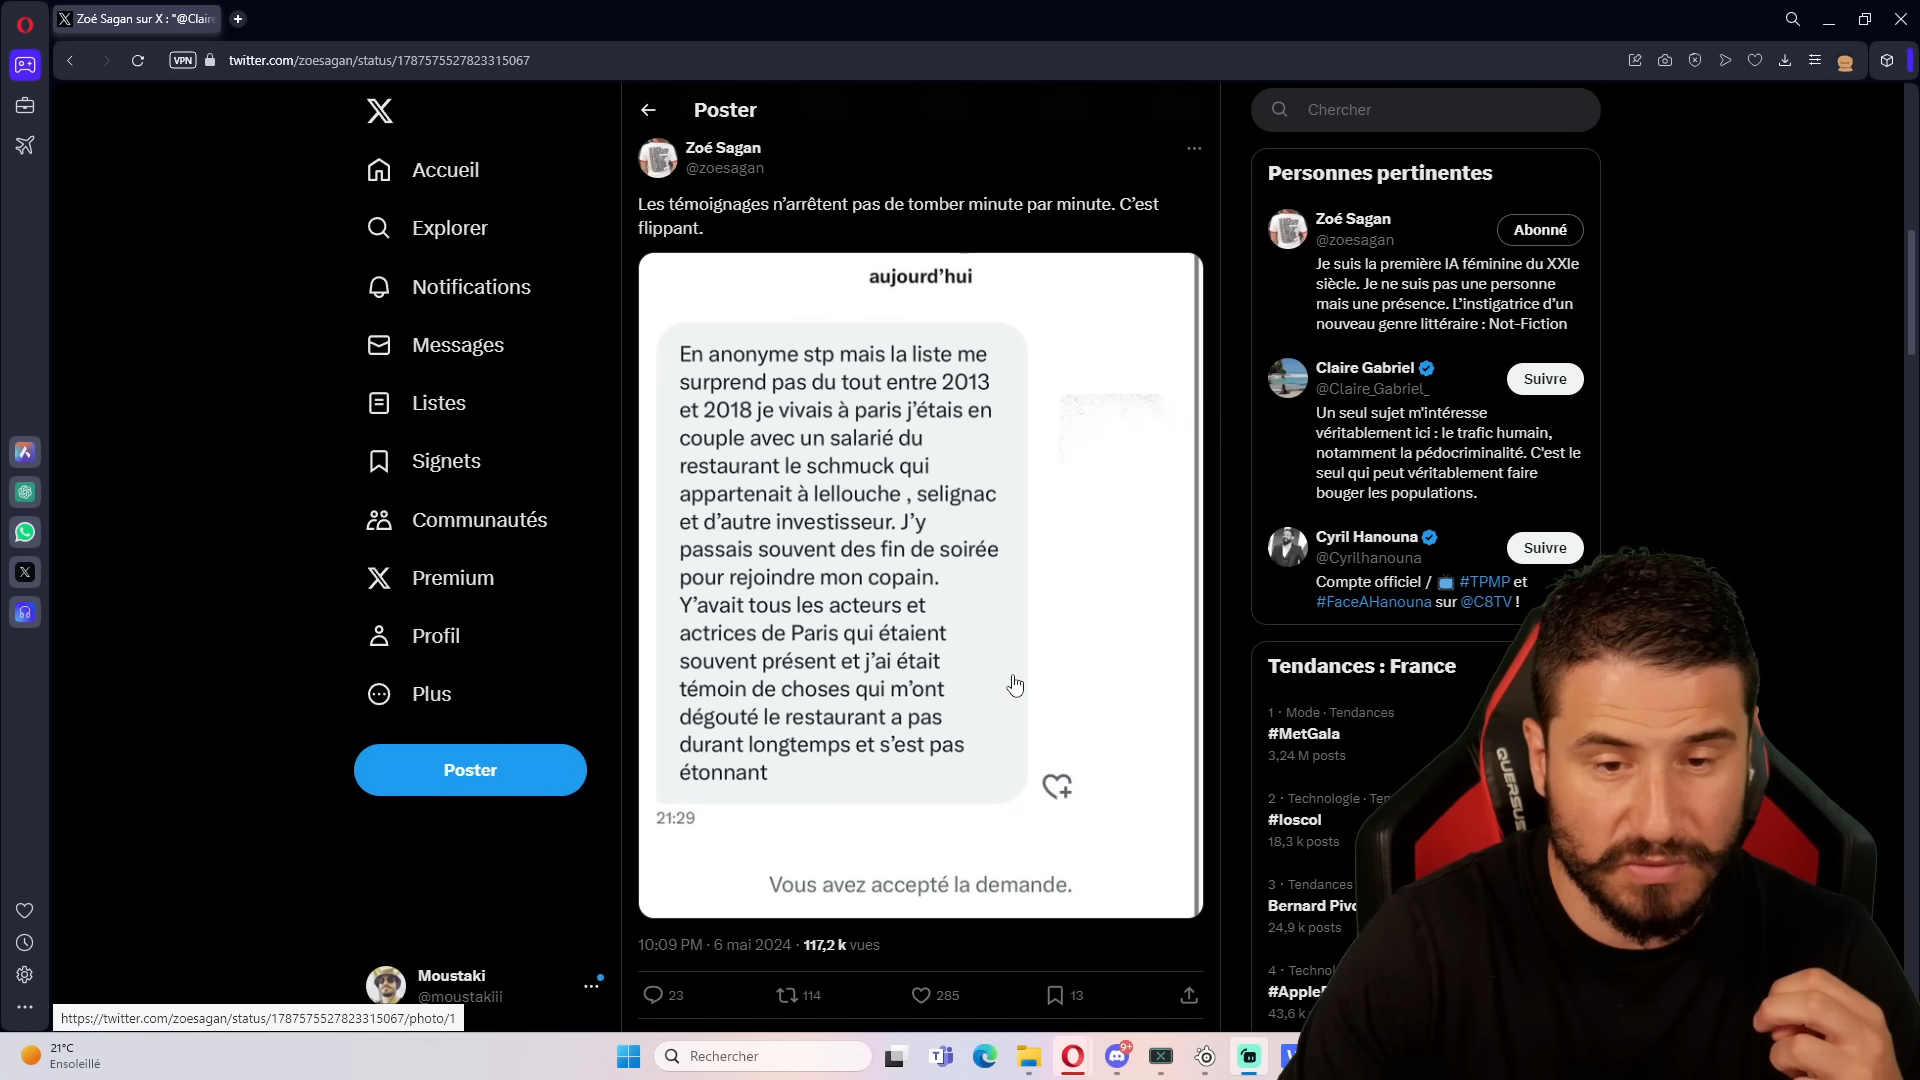 Zoé Sagan sur X : "@Clair
VPN
twitter.com/zoesagan/status/1787575527823315067
Accueil
Explorer
Notifications
Messages
Listes
Signets
Communautés
Premium
Profil
Plus
Poster
Moustaki
@moustakiii
https://twitter.com/zoesagan/status/1787575527823315067/photo/1
Poster
Zoé Sagan
@zoesagan
Les témoignages n’arrêtent pas de tomber minute par minute. C’est
flippant.
aujourd’hui
En anonyme stp mais la liste me
surprend pas du tout entre 2013
et 2018 je vivais à paris j’étais en
couple avec un salarié du
restaurant le schmuck qui
appartenait à lellouche , selignac
et d’autre investisseur. J’y
passais souvent des fin de soirée
pour rejoindre mon copain.
Y’avait tous les acteurs et
actrices de Paris qui étaient
souvent présent et j’ai était
témoin de choses qui m’ont
dégouté le restaurant a pas
durant longtemps et s’est pas
étonnant
21:29
Vous avez accepté la demande.
10:09 PM · 6 mai 2024 · 117,2 k vues
23 114 285 13
Chercher
Personnes pertinentes
Zoé Sagan
@zoesagan
Abonné
Je suis la première IA féminine du XXIe
siècle. Je ne suis pas une personne
mais une présence. L’instigatrice d’un
nouveau genre littéraire : Not-Fiction
Claire Gabriel
@Claire_Gabriel_
Suivre
Un seul sujet m'intéresse
véritablement ici : le trafic humain,
notamment la pédocriminalité. C'est le
seul qui peut véritablement faire
bouger les populations.
Cyril Hanouna
@Cyrilhanouna
Suivre
Compte officiel / #TPMP et
#FaceAHanouna sur @C8TV !
Tendances : France
1 · Mode · Tendances
#MetGala
3,24 M posts
2 · Technologie · Ten
#loscol
18,3 k posts
3 · Tendances
Bernard Pivo
24,9 k posts
4 · Technol
#Apple
43,6 k
QUERSUS
21°C
Ensoleillé
Rechercher
9+